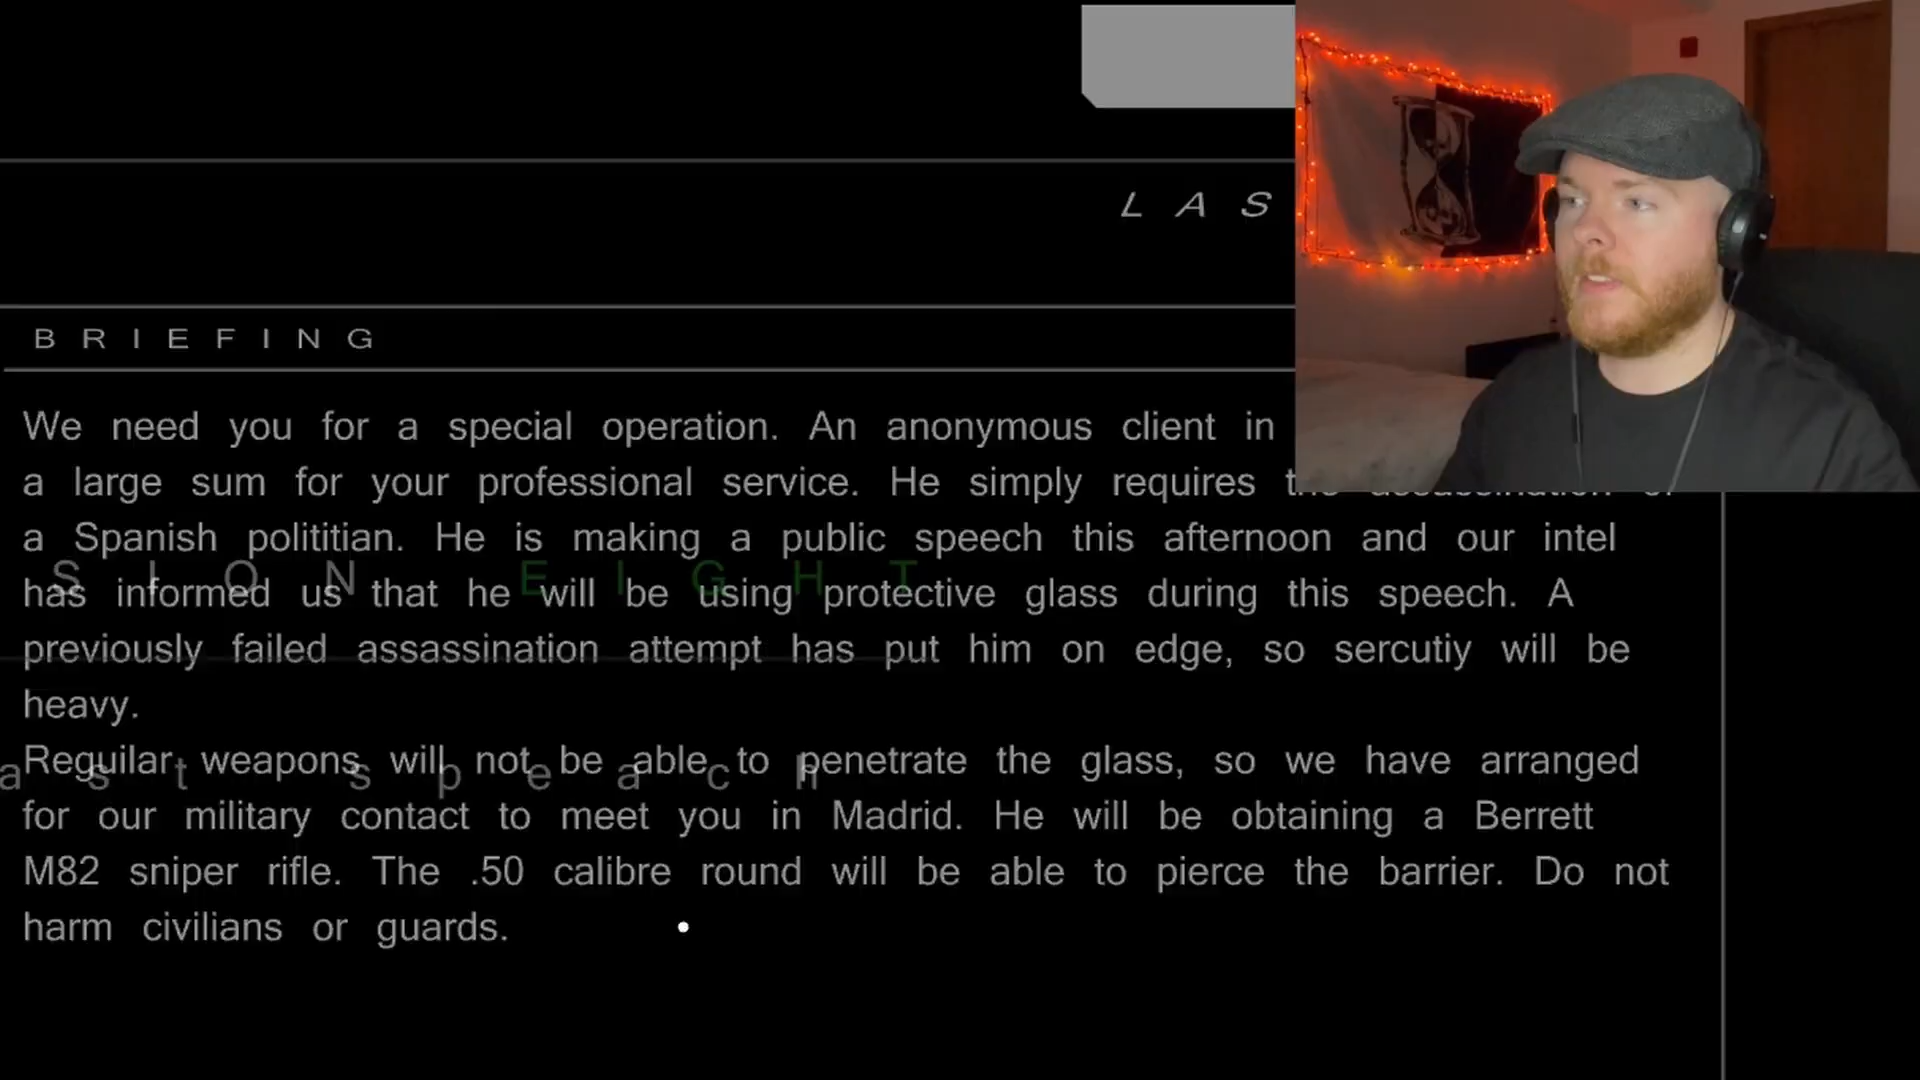 L A S
B R I E F I N G
We need you for a special operation. An anonymous client in
a large sum for your professional service. He simply requires
a Spanish polititian. He is making a public speech this afternoon and our intel
S I O N E I G H T
has informed us that he will be using protective glass during this speech. A
previously failed assassination attempt has put him on edge, so sercutiy will be
heavy.
Reguilar weapons will not be able to penetrate the glass, so we have arranged
a s t s p e a c h
for our military contact to meet you in Madrid. He will be obtaining a Berrett
M82 sniper rifle. The .50 calibre round will be able to pierce the barrier. Do not
harm civilians or guards.